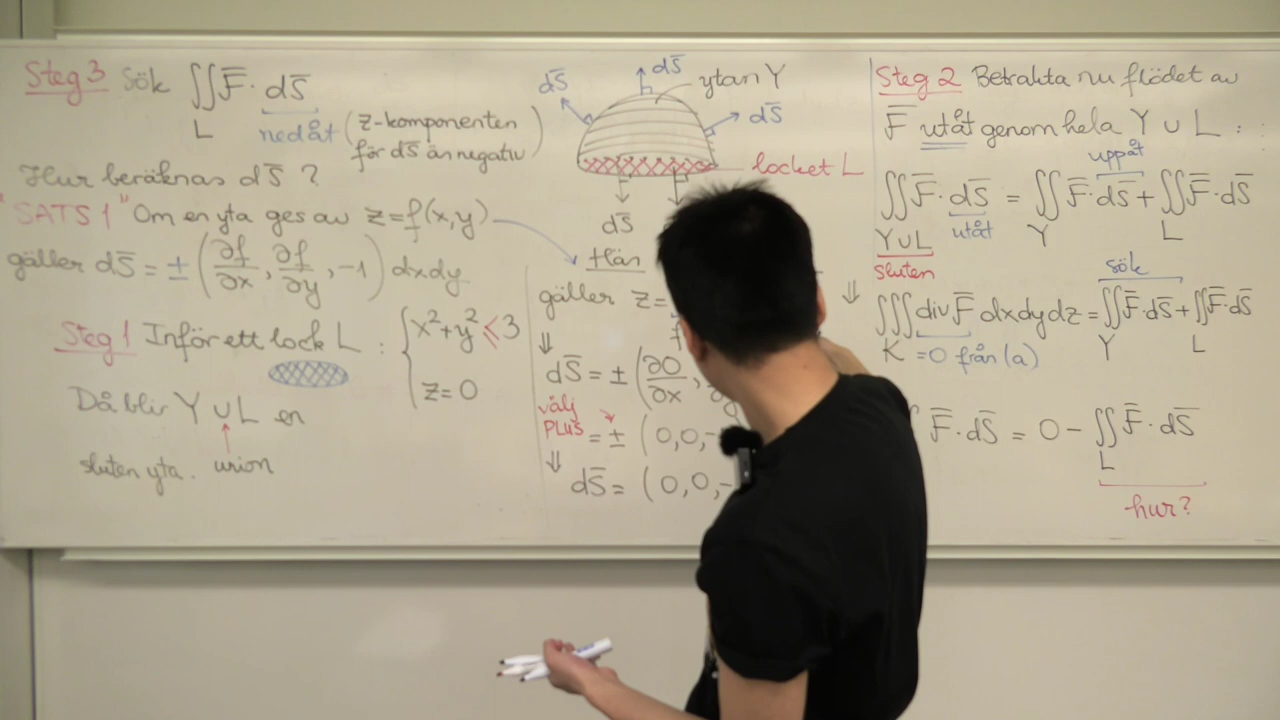 Steg 3 Sök ∬F̅·dS̅
L
nedåt (z-komponenten
för dS̅ är negativ)
Hur beräknas dS̅ ?
"SATS 1" Om en yta ges av z=f(x,y)
gäller dS̅ = ± (∂f/∂x, ∂f/∂y, -1) dxdy
Steg 1 Inför ett lock L : { x²+y² ≤ 3
z=0
Då blir Y ∪ L en
sluten yta. union
dS̅
dS̅
dS̅
ytan Y
locket L
dS̅
Här
gäller z=
f
⇓
dS̅ = ± (∂0/∂x,
välj
PLUS
= ± (0,0,-
⇓ dS̅ = (0,0,-
Steg 2 Betrakta nu flödet av
F̅ utåt genom hela Y ∪ L :
uppåt
∬F̅·dS̅ = ∬F̅·dS̅ + ∬F̅·dS̅
Y∪L utåt Y L
sluten
sök
⇓ ∭div F̅ dxdydz = ∬F̅·dS̅ + ∬F̅·dS̅
K =0 från (a) Y L
F̅·dS̅ = 0 - ∬F̅·dS̅
L
hur?